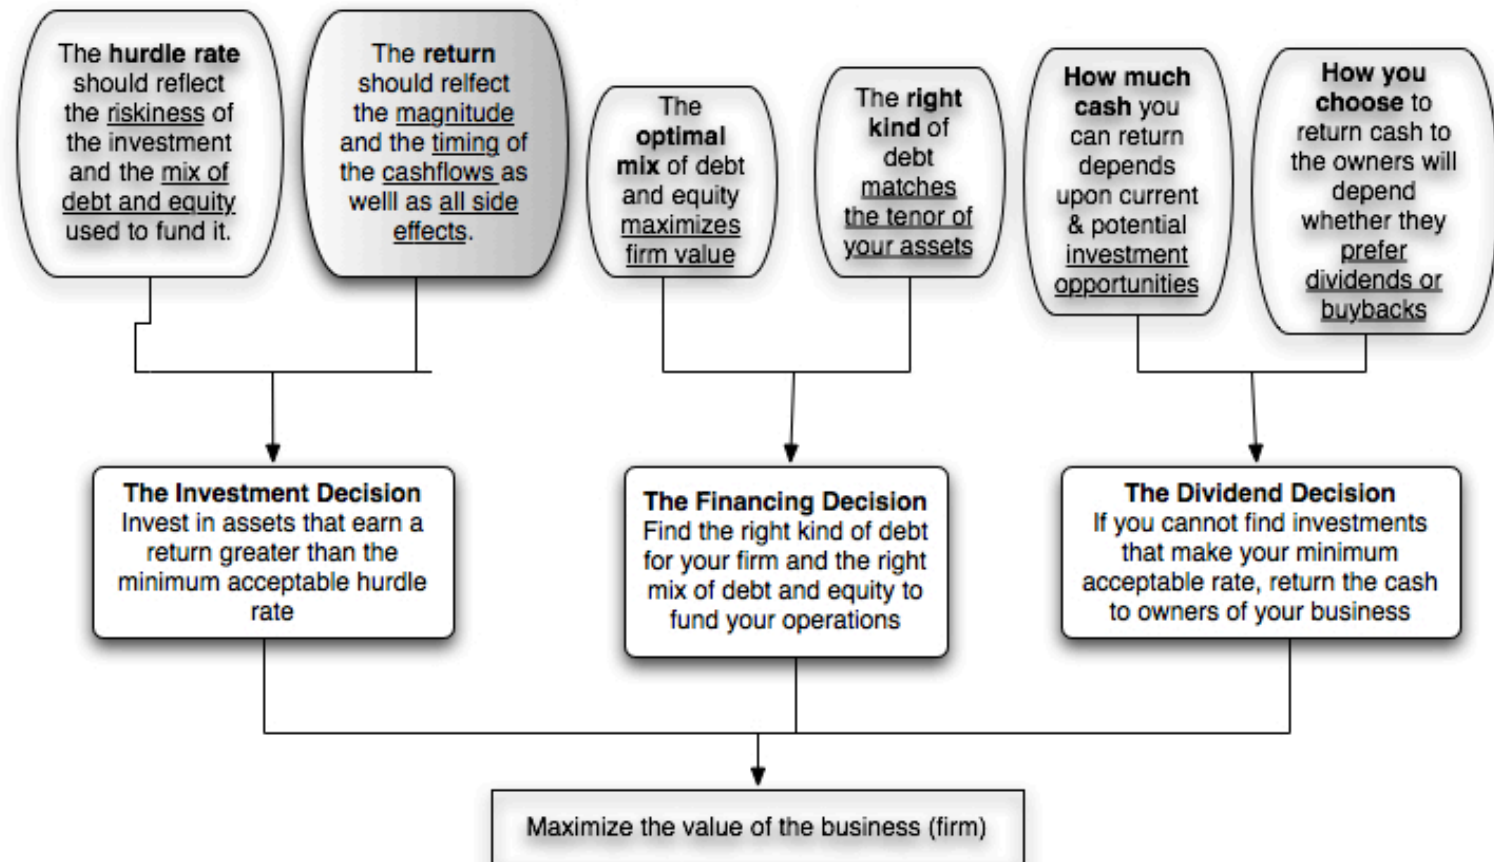 The hurdle rate
should reflect
the riskiness of
the investment
and the mix of
debt and equity
used to fund it.
The return
should relfect
the magnitude
and the timing of
the cashflows as
welll as all side
effects.
The
optimal
mix of debt
and equity
maximizes
firm value
The right
kind of
debt
matches
the tenor of
your assets
How much
cash you
can return
depends
upon current
& potential
investment
opportunities
How you
choose to
return cash to
the owners will
depend
whether they
prefer
dividends or
buybacks
The Investment Decision
Invest in assets that earn a
return greater than the
minimum acceptable hurdle
rate
The Financing Decision
Find the right kind of debt
for your firm and the right
mix of debt and equity to
fund your operations
The Dividend Decision
If you cannot find investments
that make your minimum
acceptable rate, return the cash
to owners of your business
Maximize the value of the business (firm)